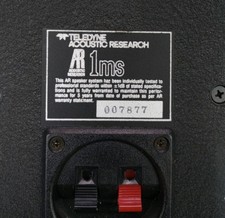 TELEDYNE
ACOUSTIC RESEARCH
AR
1ms
This AR speaker system has been individually tested to
professional standards within ± 1dB of stated specifica-
tions and is fully warranted to maintain this performance
for 5 years from date of purchase as per AR
warranty statement.
007877